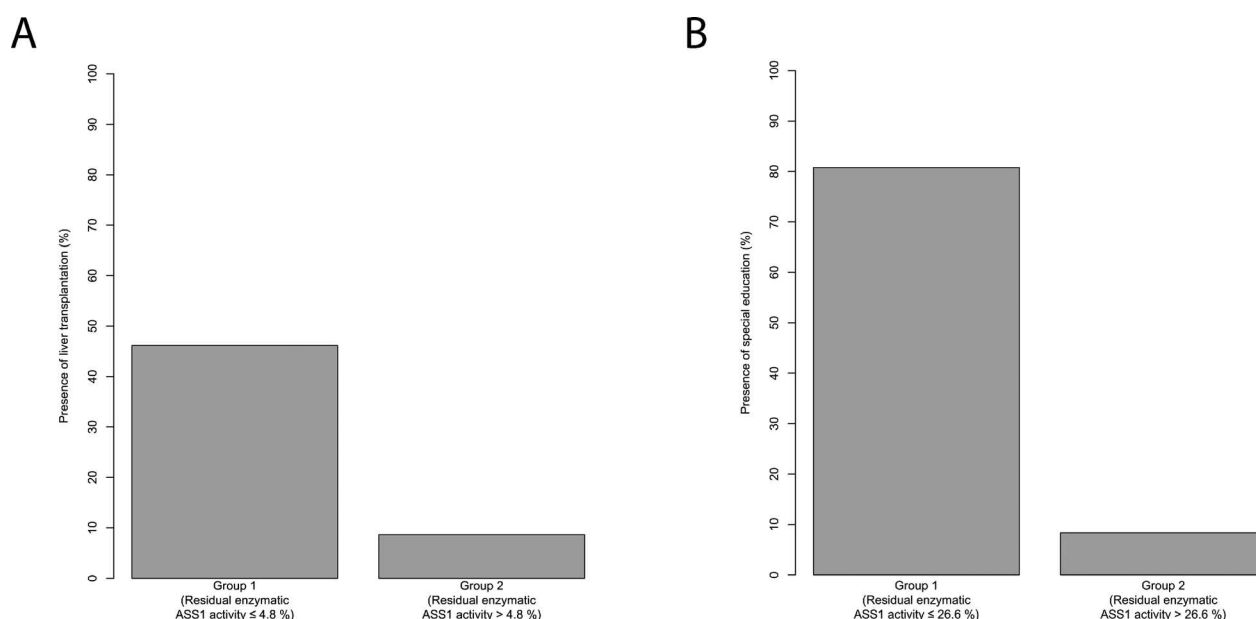 A
Presence of liver transplantation (%)
100
90
80
70
60
50
40
30
20
10
0
Group 1
(Residual enzymatic
ASS1 activity ≤ 4.8 %)
Group 2
(Residual enzymatic
ASS1 activity > 4.8 %)
B
Presence of special education (%)
100
90
80
70
60
50
40
30
20
10
0
Group 1
(Residual enzymatic
ASS1 activity ≤ 26.6 %)
Group 2
(Residual enzymatic
ASS1 activity > 26.6 %)